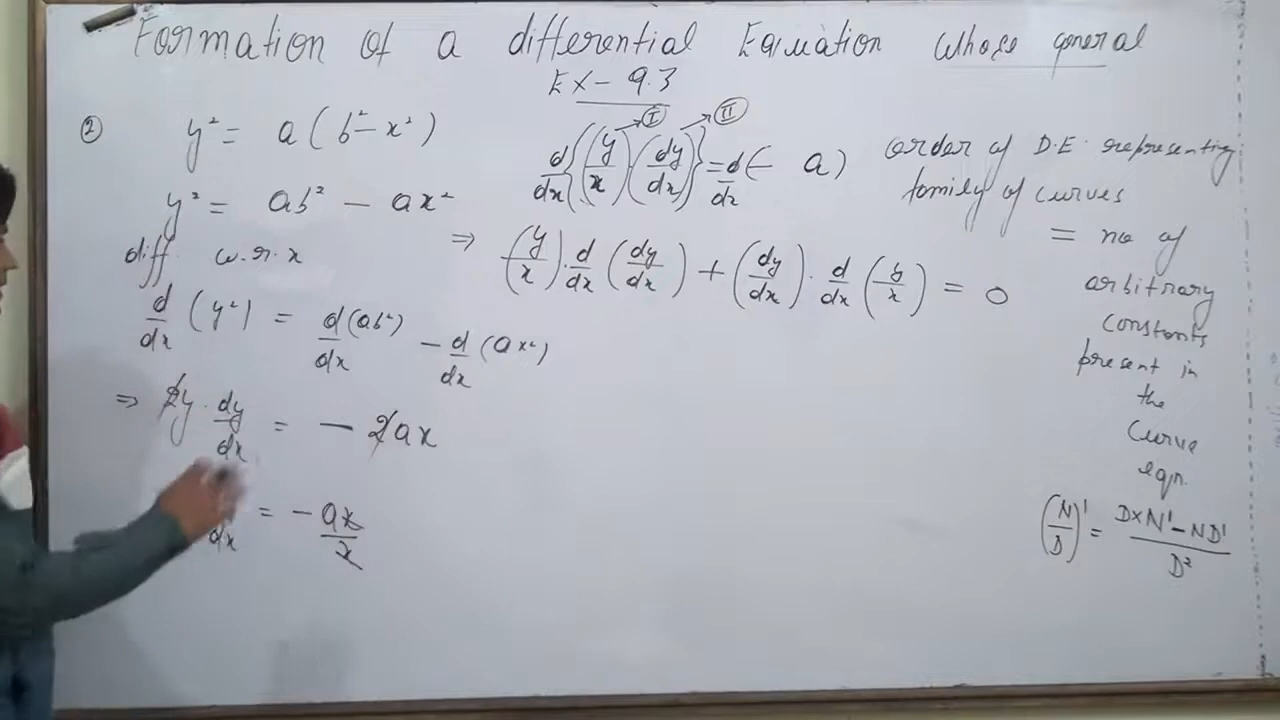 Formation of a differential Equation whose general
Ex - 9.3
② y² = a ( b² - x² )
y² = ab² - ax²
diff w.r.x
d/dx (y²) = d(ab²)/dx - d/dx (ax²)
⇒ 2y · dy/dx = - 2ax
dx = - ax/x
d/dx {(y/x) (dy/dx)} = d/dx (- a)
Ⓘ Ⓘ︎Ⓘ
⇒ (y/x) · d/dx (dy/dx) + (dy/dx) · d/dx (y/x) = 0
order of D.E. representing
family of curves
= no of
arbitrary
constants
present in
the
curve
eqn.
(N/D)' = D×N' - ND' / D²